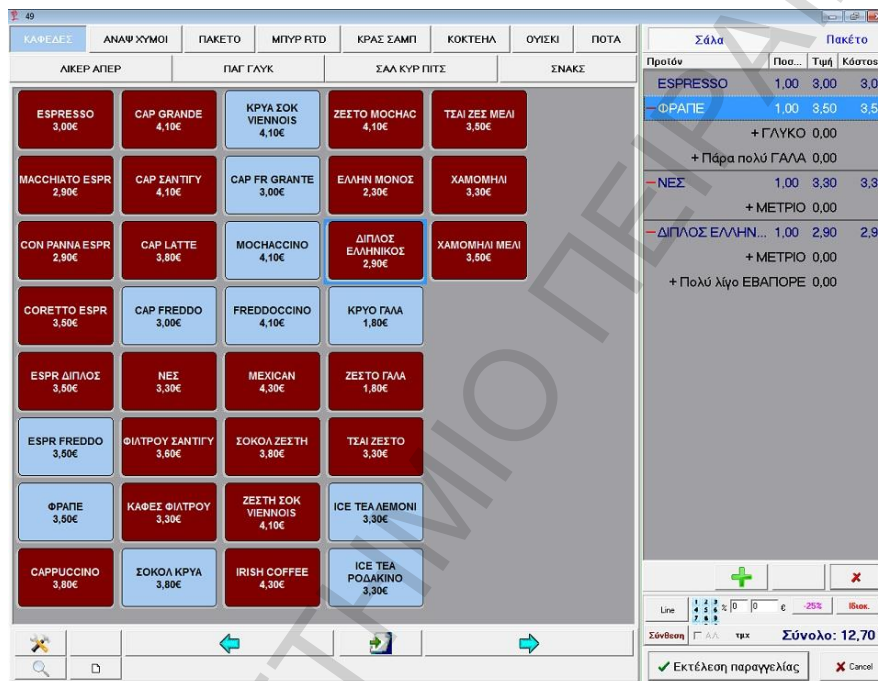 49
ΚΑΦΕΔΕΣ ΑΝΑΨ ΧΥΜΟΙ ΠΑΚΕΤΟ ΜΠΥΡ RTD ΚΡΑΣ ΣΑΜΠ ΚΟΚΤΕΗΛ ΟΥΙΣΚΙ ΠΟΤΑ
ΛΙΚΕΡ ΑΠΕΡ ΠΑΓ ΓΛΥΚ ΣΑΛ ΚΥΡ ΠΙΤΣ ΣΝΑΚΣ
ESPRESSO
3,00€
CAP GRANDE
4,10€
ΚΡΥΑ ΣΟΚ
VIENNOIS
4,10€
ΖΕΣΤΟ MOCHAC
4,10€
ΤΣΑΙ ΖΕΣ ΜΕΛΙ
3,50€
MACCHIATO ESPR
2,90€
CAP ΣΑΝΤΙΓΥ
4,10€
CAP FR GRANTE
3,00€
ΕΛΛΗΝ ΜΟΝΟΣ
2,30€
ΧΑΜΟΜΗΛΙ
3,30€
CON PANNA ESPR
2,90€
CAP LATTE
3,80€
MOCHACCINO
4,10€
ΔΙΠΛΟΣ
ΕΛΛΗΝΙΚΟΣ
2,90€
ΧΑΜΟΜΗΛΙ ΜΕΛΙ
3,50€
CORETTO ESPR
3,50€
CAP FREDDO
3,00€
FREDDOCCINO
4,10€
ΚΡΥΟ ΓΑΛΑ
1,80€
ESPR ΔΙΠΛΟΣ
3,50€
ΝΕΣ
3,30€
MEXICAN
4,30€
ΖΕΣΤΟ ΓΑΛΑ
1,80€
ESPR FREDDO
3,50€
ΦΙΛΤΡΟΥ ΣΑΝΤΙΓΥ
3,60€
ΣΟΚΟΛ ΖΕΣΤΗ
3,80€
ΤΣΑΙ ΖΕΣΤΟ
3,30€
ΦΡΑΠΕ
3,50€
ΚΑΦΕΣ ΦΙΛΤΡΟΥ
3,30€
ΖΕΣΤΗ ΣΟΚ
VIENNOIS
4,10€
ICE TEA ΛΕΜΟΝΙ
3,30€
CAPPUCCINO
3,80€
ΣΟΚΟΛ ΚΡΥΑ
3,80€
IRISH COFFEE
4,30€
ICE TEA
ΡΟΔΑΚΙΝΟ
3,30€
Σάλα Πακέτο
Προϊόν Ποσ... Τιμή Κόστος
ESPRESSO 1,00 3,00 3,0
ΦΡΑΠΕ 1,00 3,50 3,5
+ ΓΛΥΚΟ 0,00
+ Πάρα πολύ ΓΑΛΑ 0,00
ΝΕΣ 1,00 3,30 3,3
+ ΜΕΤΡΙΟ 0,00
ΔΙΠΛΟΣ ΕΛΛΗΝ... 1,00 2,90 2,9
+ ΜΕΤΡΙΟ 0,00
+ Πολύ λίγο ΕΒΑΠΟΡΕ 0,00
Line % 0 0 € -25% Ιδιοκ.
Σύνθεση ΑΛ τμχ Σύνολο: 12,70
Εκτέλεση παραγγελίας Cancel